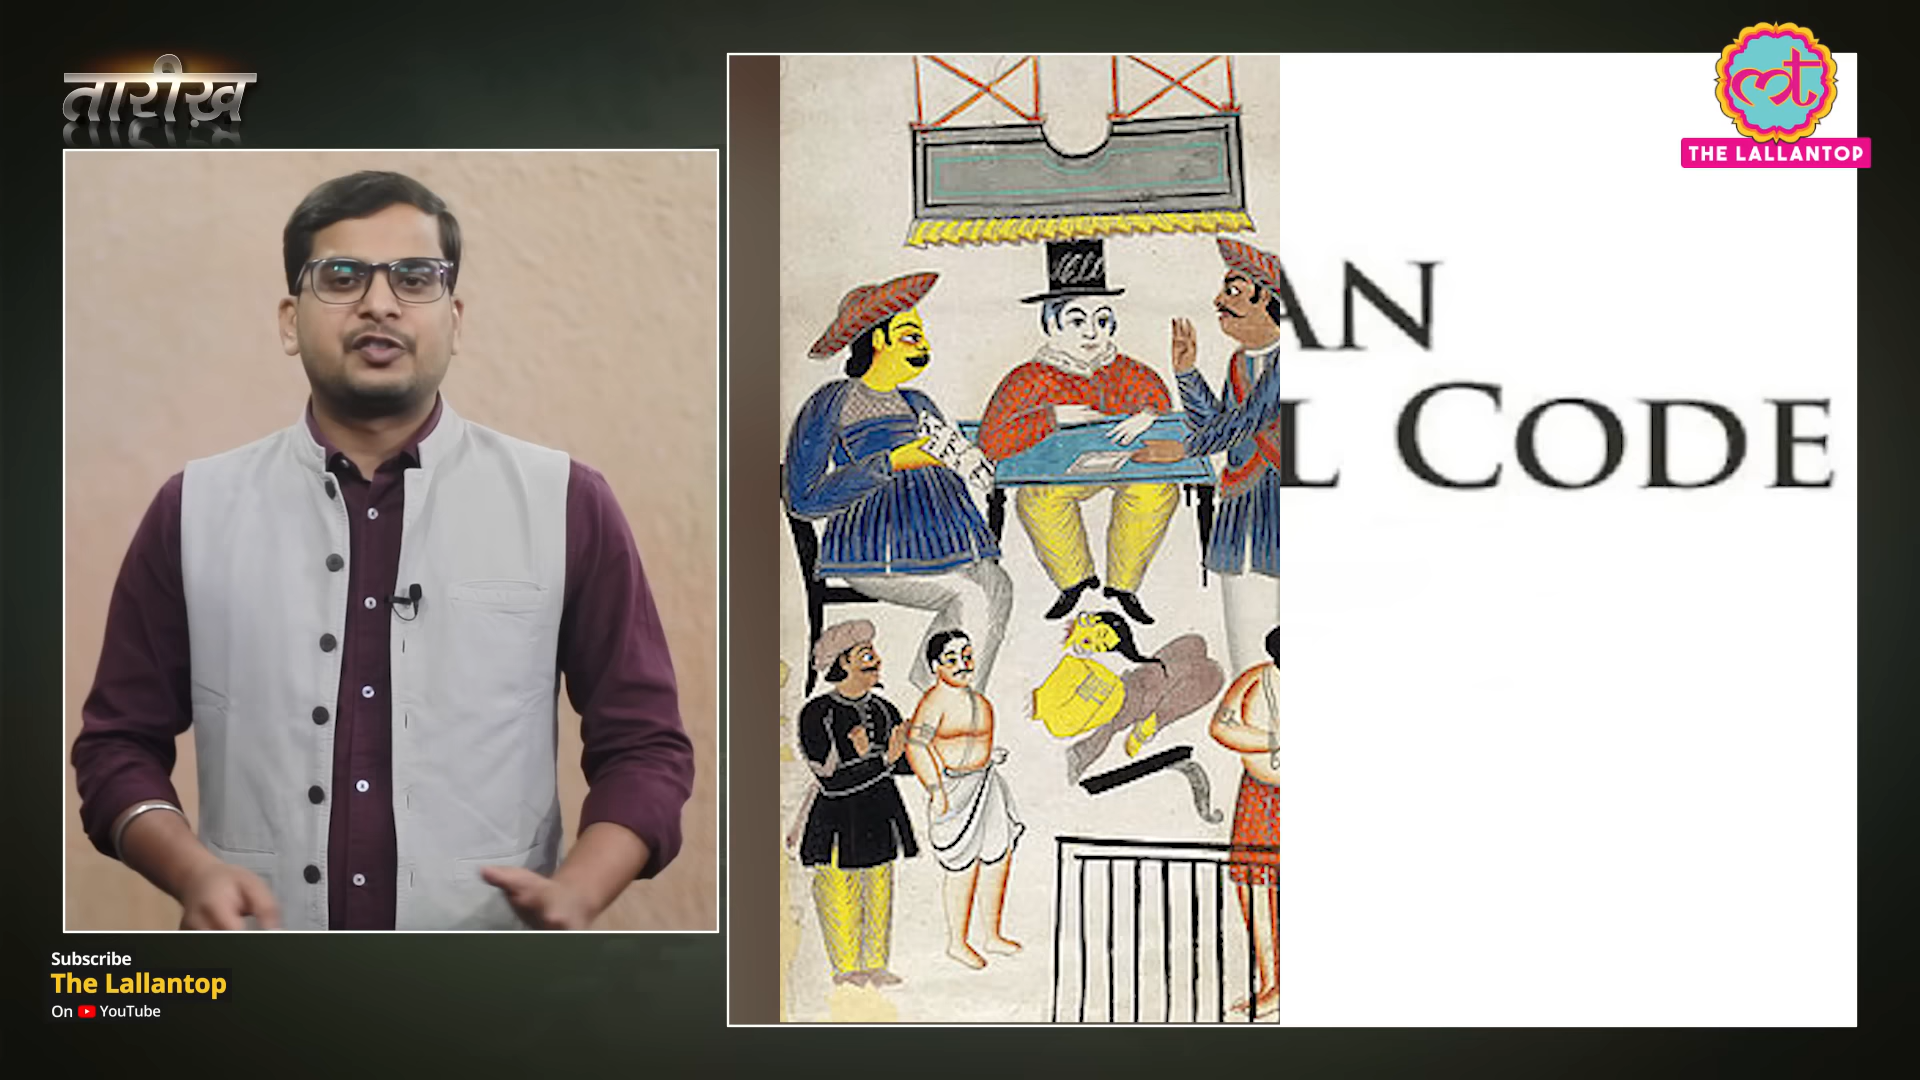 तारीख़
THE LALLANTOP
AN
L CODE
Subscribe
The Lallantop
On YouTube